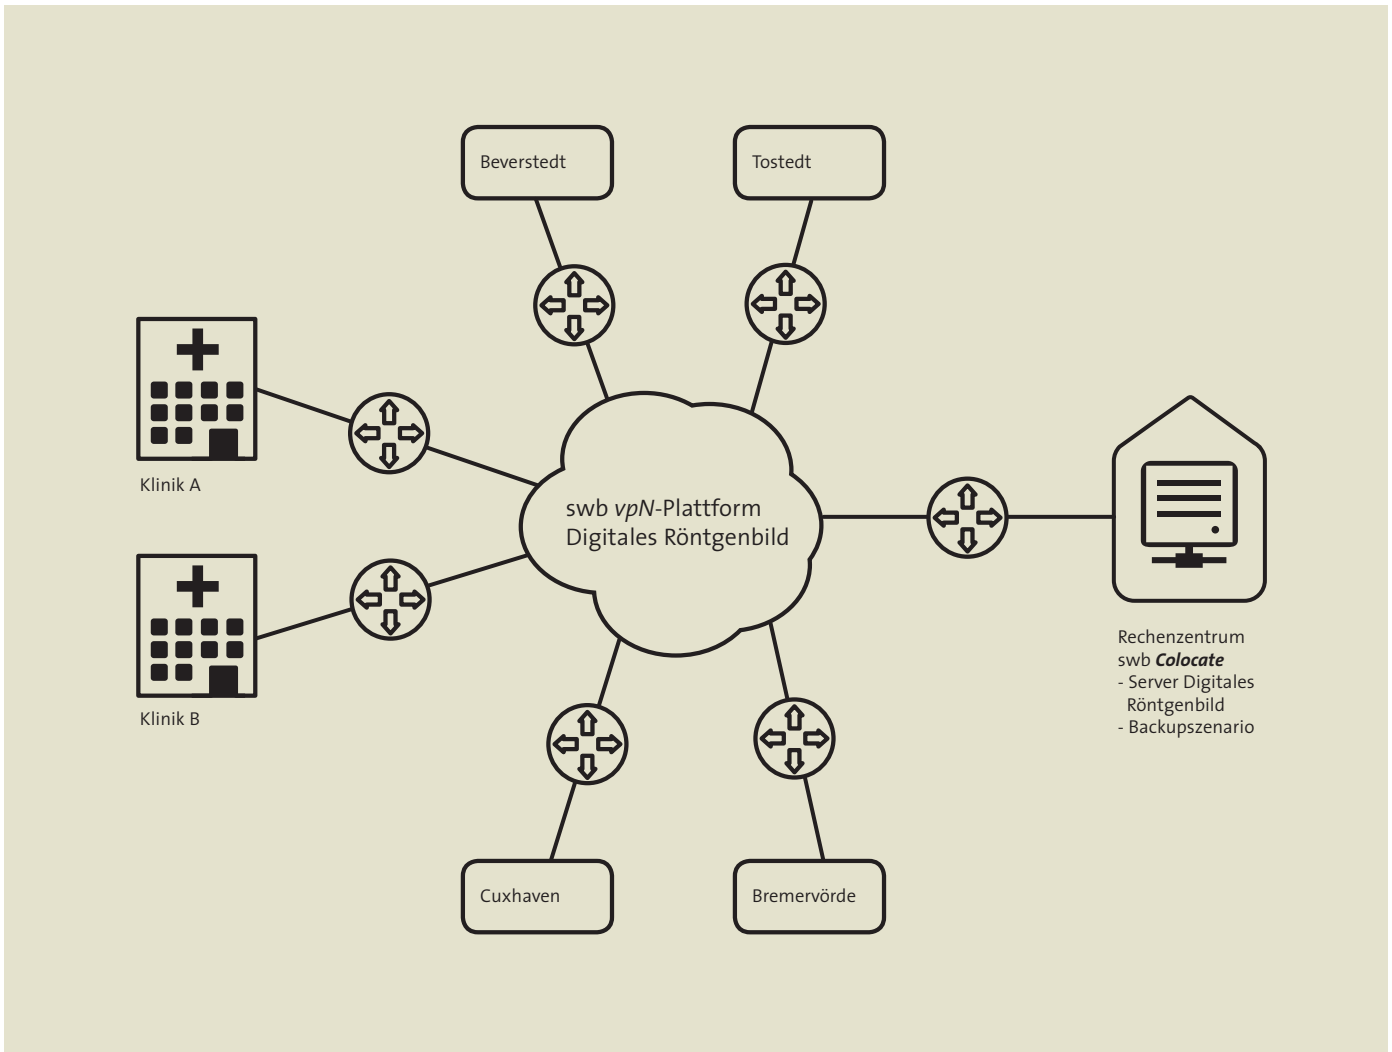 Beverstedt
Tostedt
Klinik A
swb vpN-Plattform
Digitales Röntgenbild
Klinik B
Rechenzentrum
swb Colocate
- Server Digitales
Röntgenbild
- Backupszenario
Cuxhaven
Bremervörde